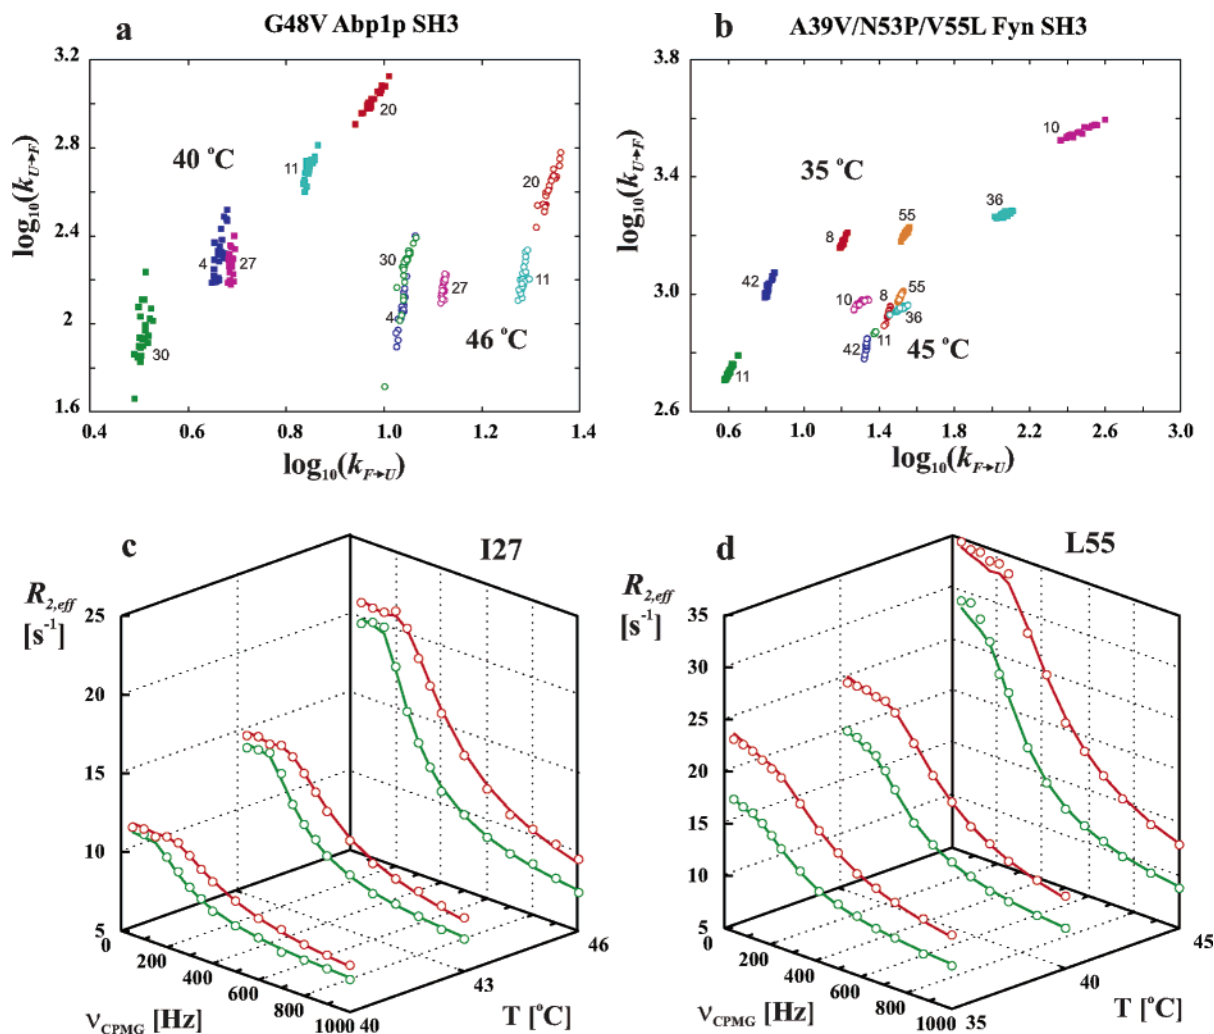 a G48V Abp1p SH3
3.2
2.8
2.4
2
1.6
0.4 0.6 0.8 1.0 1.2 1.4
log10(kU→F)
log10(kF→U)
40 °C
46 °C
20
11
4
27
30
20
30
27
11
4
b A39V/N53P/V55L Fyn SH3
3.8
3.4
3.0
2.6
0.6 1.0 1.4 1.8 2.2 2.6 3.0
log10(kU→F)
log10(kF→U)
35 °C
45 °C
10
36
55
8
42
11
10
8
55
36
42
11
c I27
R2,eff
[s-1]
25
20
15
10
5
0 200 400 600 800 1000
νCPMG [Hz]
40 43 46
T [°C]
d L55
R2,eff
[s-1]
35
30
25
20
15
10
5
0 200 400 600 800 1000
νCPMG [Hz]
35 40 45
T [°C]